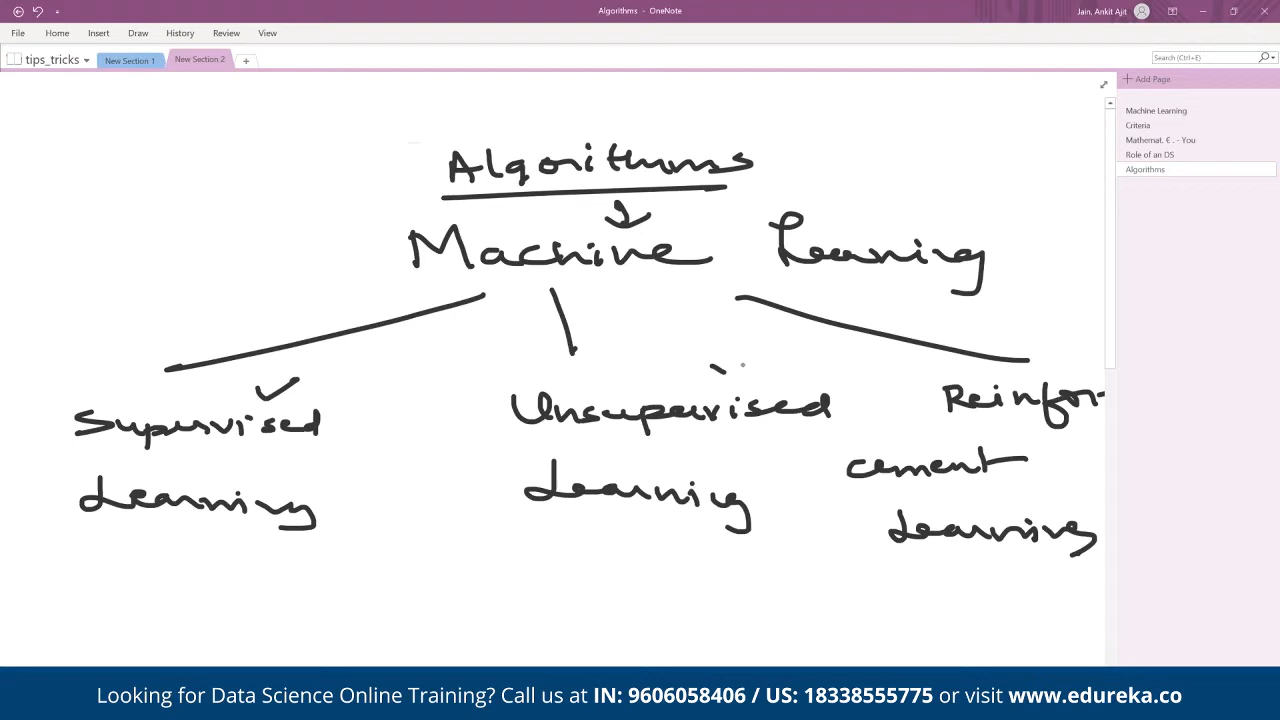 Algorithms - OneNote
Jain, Ankit Ajit
File Home Insert Draw History Review View
tips_tricks New Section 1 New Section 2 +
Search (Ctrl+E)
+ Add Page
Machine Learning
Criteria
Mathemat. € . - You
Role of an DS
Algorithms
Algorithms
Machine Learning
Supervised
Learning
Unsupervised
Learning
Reinfor-
cement
Learning
Looking for Data Science Online Training? Call us at IN: 9606058406 / US: 18338555775 or visit www.edureka.co